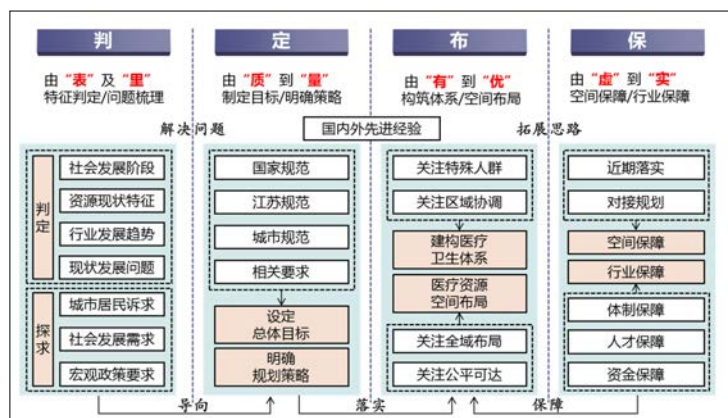 判
定
布
保
由 “表” 及 “里”
特征判定/问题梳理
由 “质” 到 “量”
制定目标/明确策略
由 “有” 到 “优”
构筑体系/空间布局
由 “虚” 到 “实”
空间保障/行业保障
解决问题
国内外先进经验
拓展思路
判定
社会发展阶段
资源现状特征
行业发展趋势
现状发展问题
探求
城市居民诉求
社会发展需求
宏观政策要求
国家规范
江苏规范
城市规范
相关要求
设定
总体目标
明确
规划策略
关注特殊人群
关注区域协调
建构医疗
卫生体系
医疗资源
空间布局
关注全域布局
关注公平可达
近期落实
对接规划
空间保障
行业保障
体制保障
人才保障
资金保障
导向
落实
保障